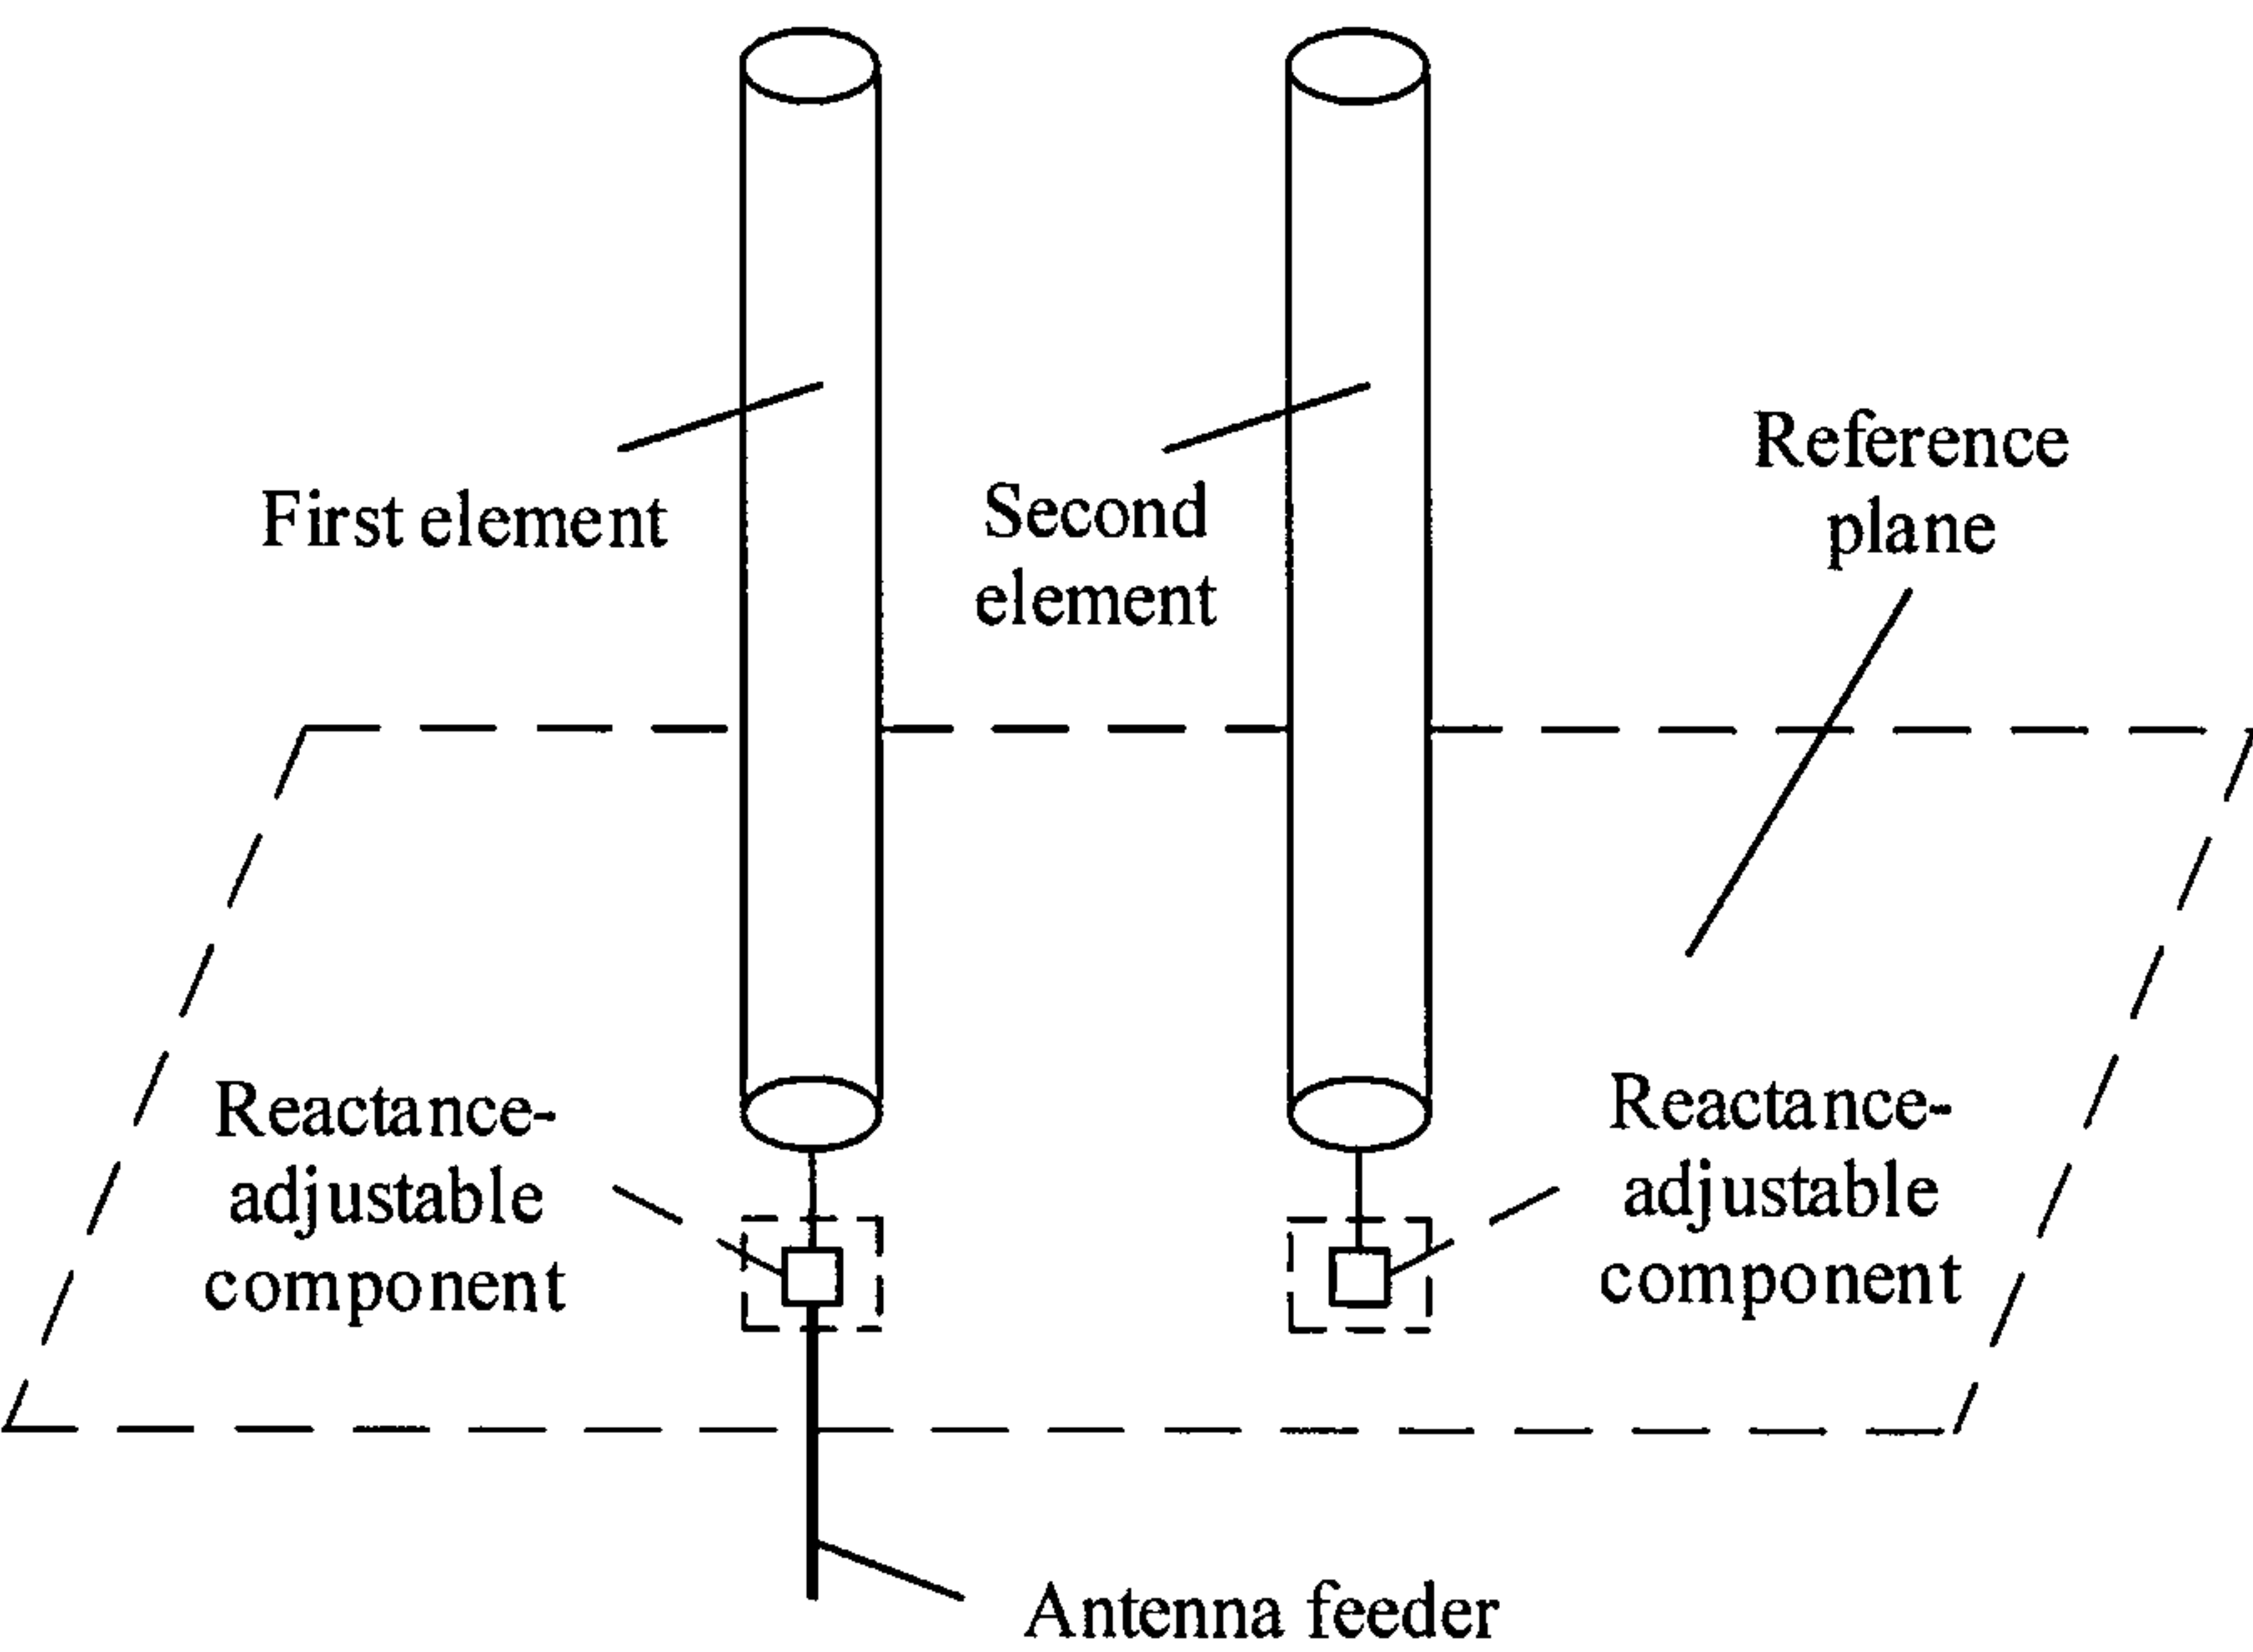 First element
Second
element
Reference
plane
Reactance-
adjustable
component
Reactance-
adjustable
component
Antenna feeder